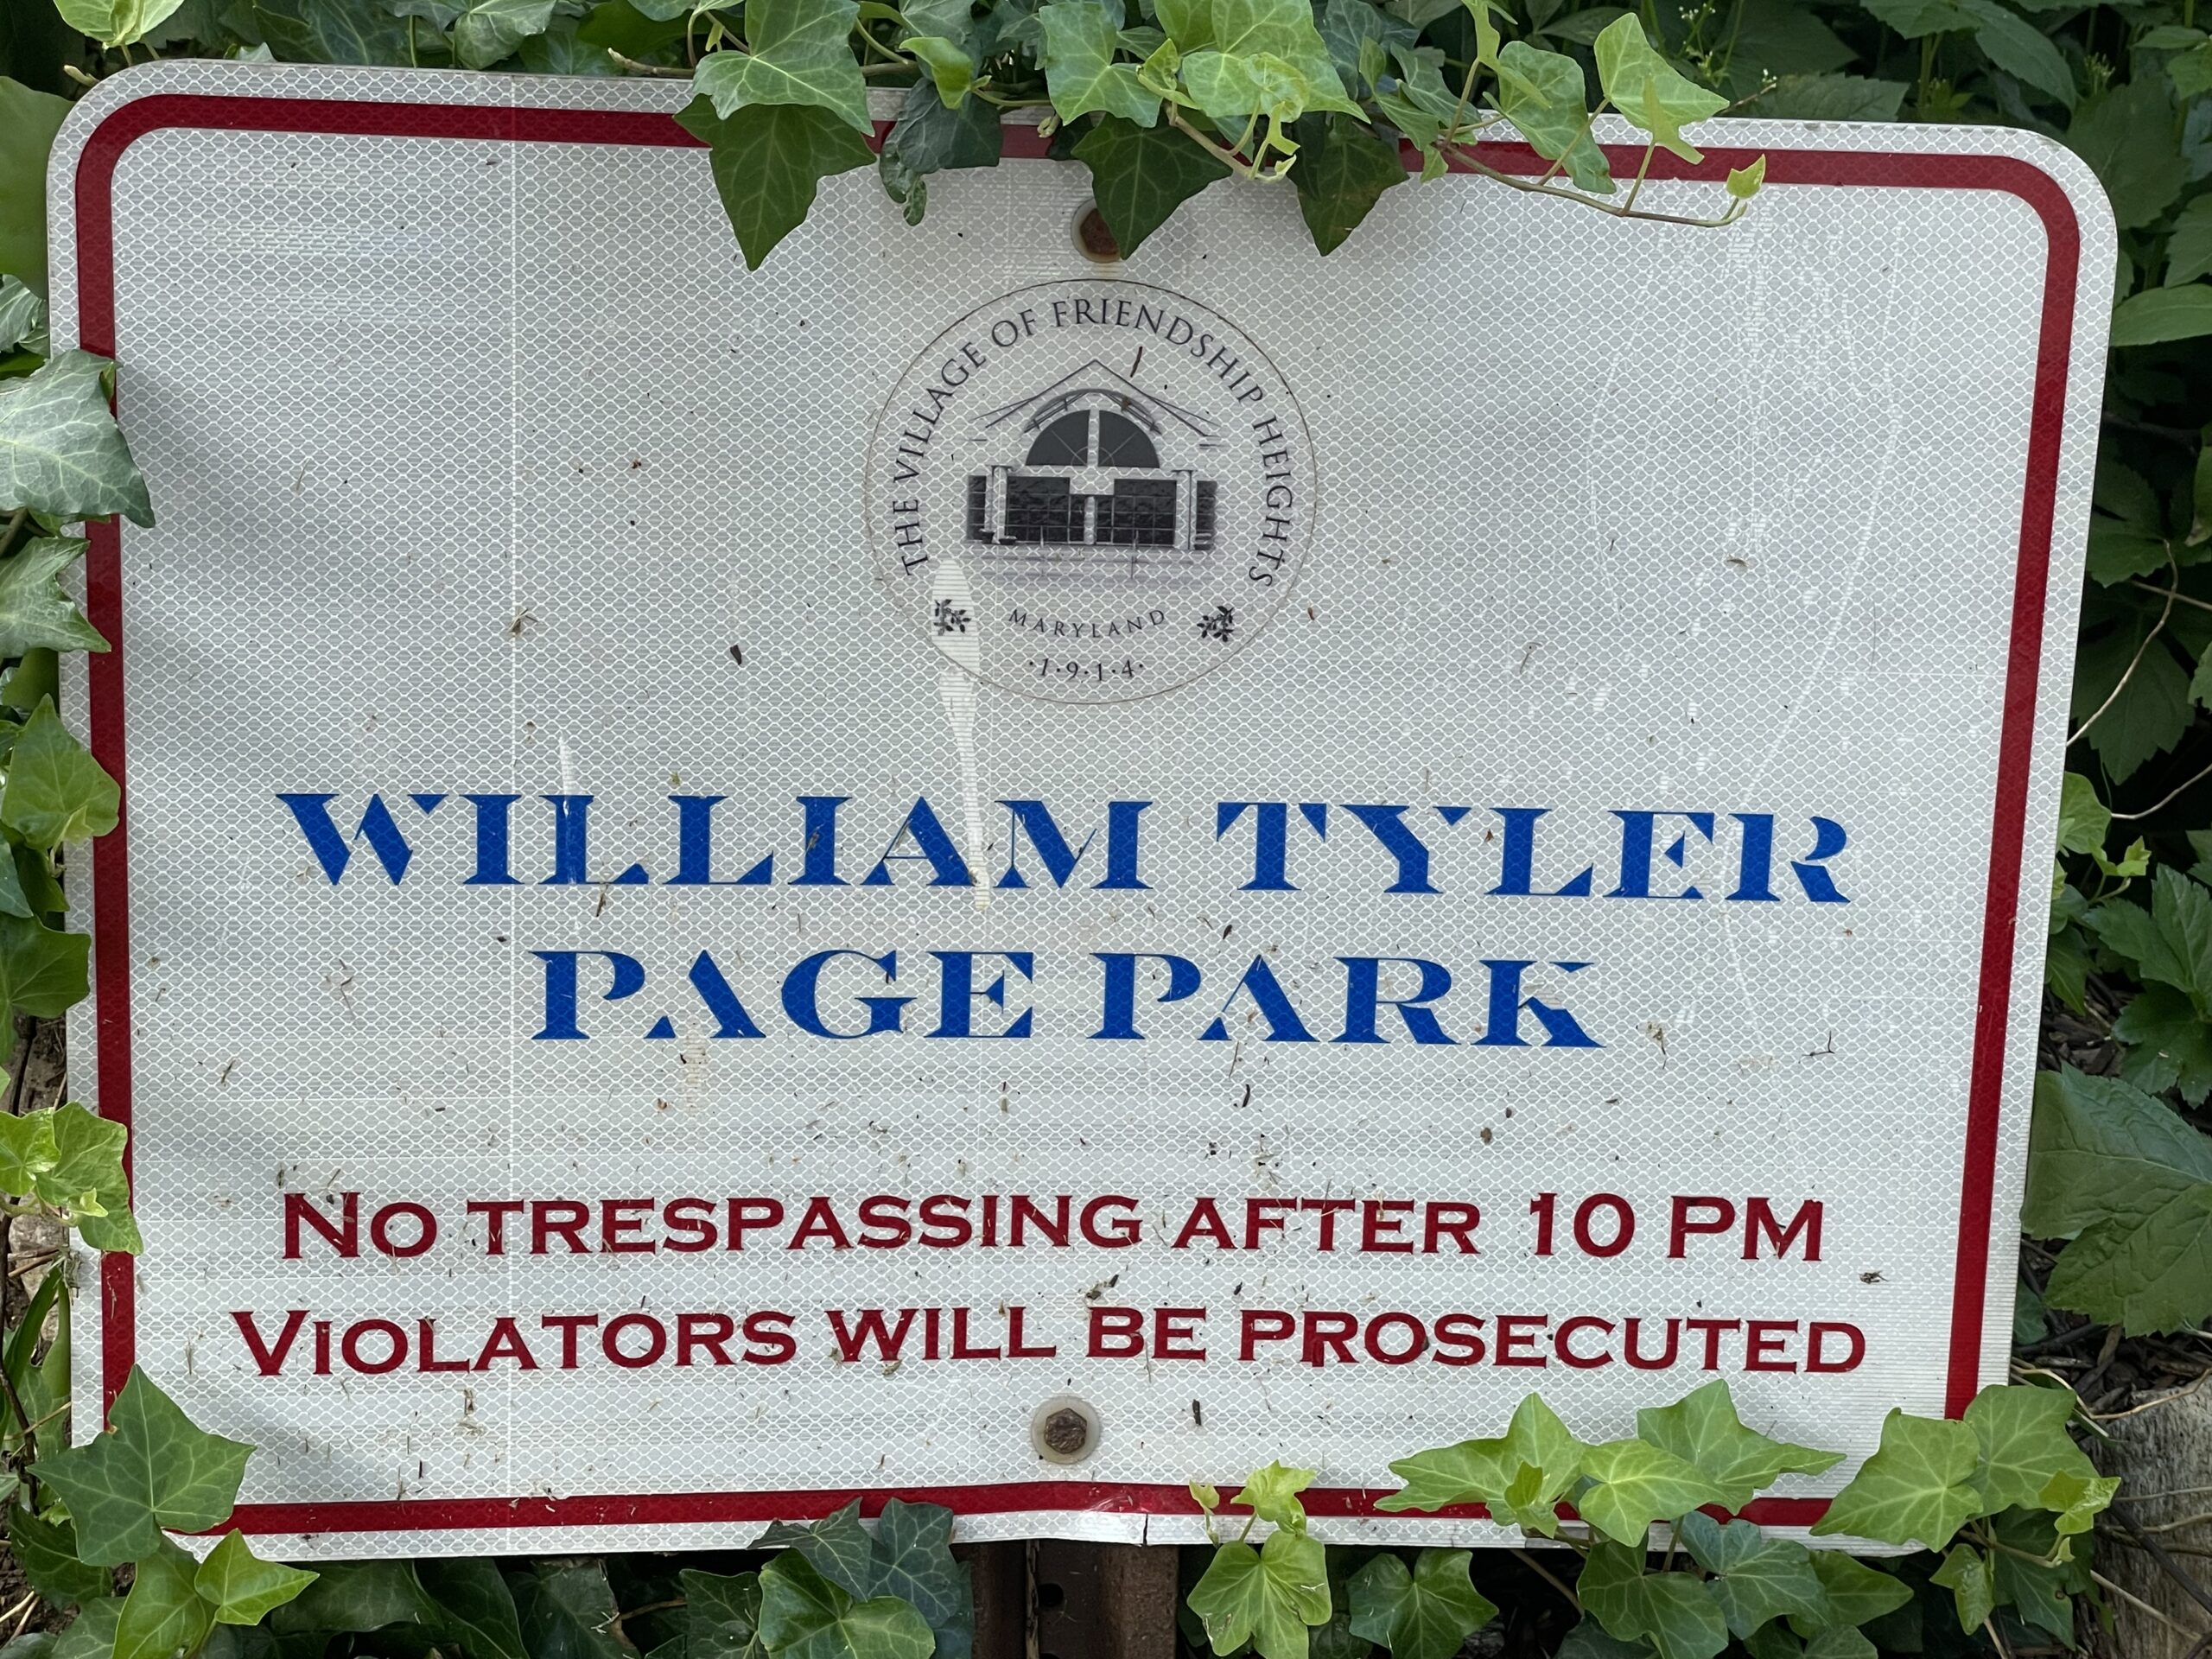 THE VILLAGE OF FRIENDSHIP HEIGHTS
MARYLAND
·1·9·1·4·
WILLIAM TYLER
PAGE PARK
NO TRESPASSING AFTER 10 PM
VIOLATORS WILL BE PROSECUTED